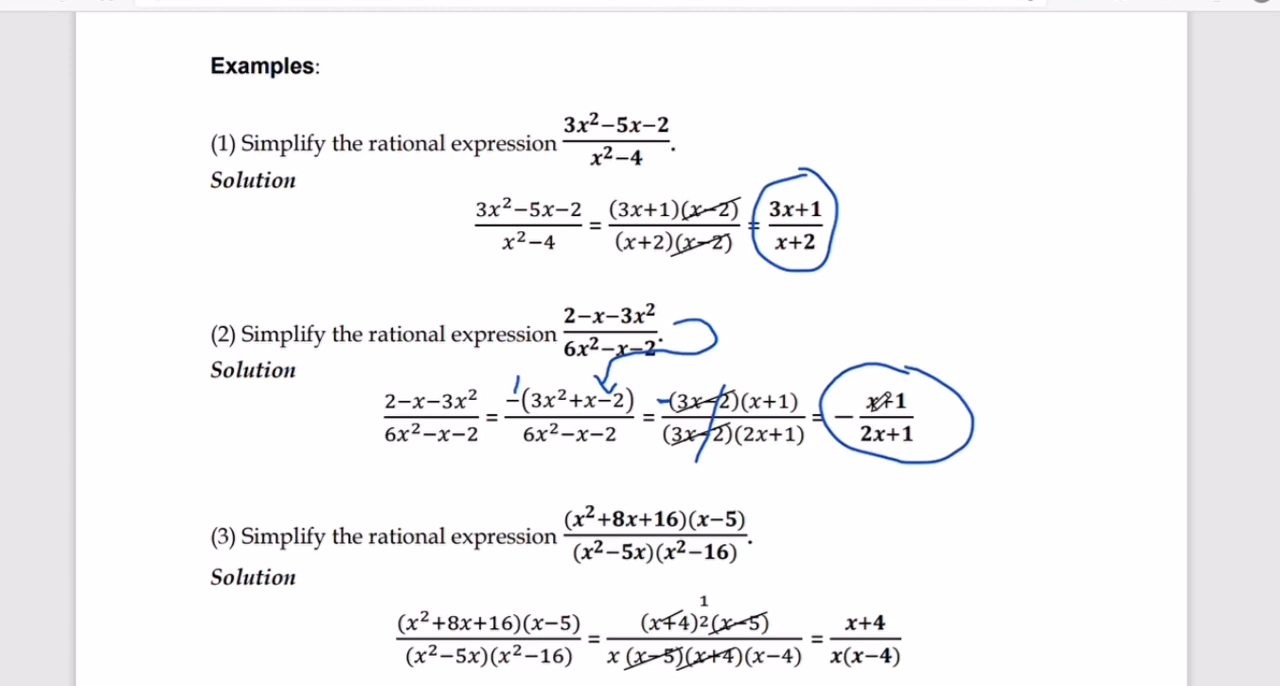 Examples:
(1) Simplify the rational expression (3x²−5x−2)/(x²−4).
Solution
(3x²−5x−2)/(x²−4) = ((3x+1)(x−2))/((x+2)(x−2)) = (3x+1)/(x+2)
(2) Simplify the rational expression (2−x−3x²)/(6x²−x−2).
Solution
(2−x−3x²)/(6x²−x−2) = (−(3x²+x−2))/(6x²−x−2) = (−(3x−2)(x+1))/((3x−2)(2x+1)) = −(x+1)/(2x+1)
(3) Simplify the rational expression ((x²+8x+16)(x−5))/((x²−5x)(x²−16)).
Solution
1
((x²+8x+16)(x−5))/((x²−5x)(x²−16)) = ((x+4)²(x−5))/(x (x−5)(x+4)(x−4)) = (x+4)/(x(x−4))